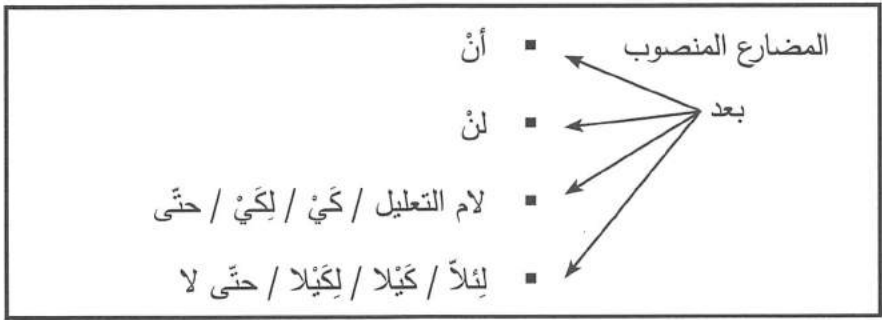 المضارع المنصوب ▪ أنْ
بعد
▪ لنْ
▪ لام التعليل / كَيْ / لِكَيْ / حتّى
▪ لِئلاّ / كَيْلا / لِكَيْلا / حتّى لا